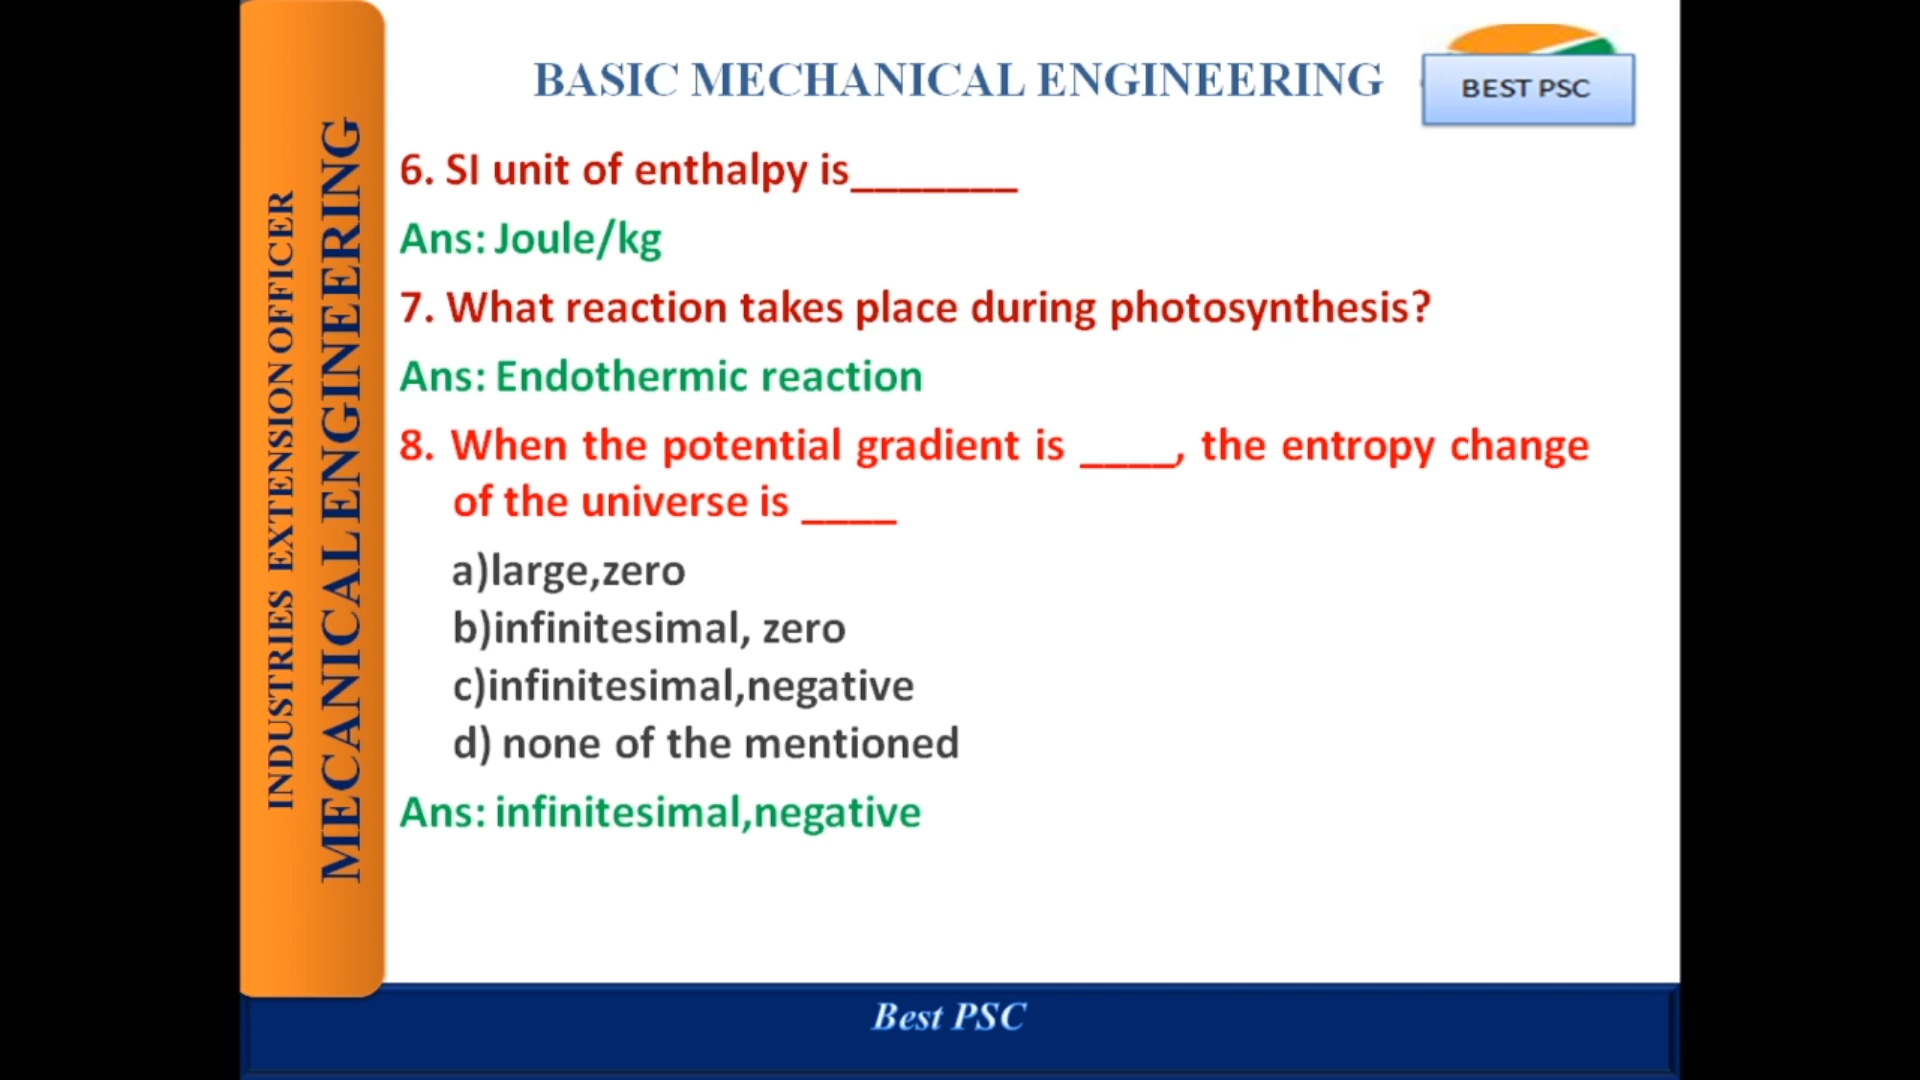 INDUSTRIES EXTENSION OFFICER
MECANICAL ENGINEERING
BASIC MECHANICAL ENGINEERING
BEST PSC
6. SI unit of enthalpy is_______
Ans: Joule/kg
7. What reaction takes place during photosynthesis?
Ans: Endothermic reaction
8. When the potential gradient is ____, the entropy change
of the universe is ____
a)large,zero
b)infinitesimal, zero
c)infinitesimal,negative
d) none of the mentioned
Ans: infinitesimal,negative
Best PSC